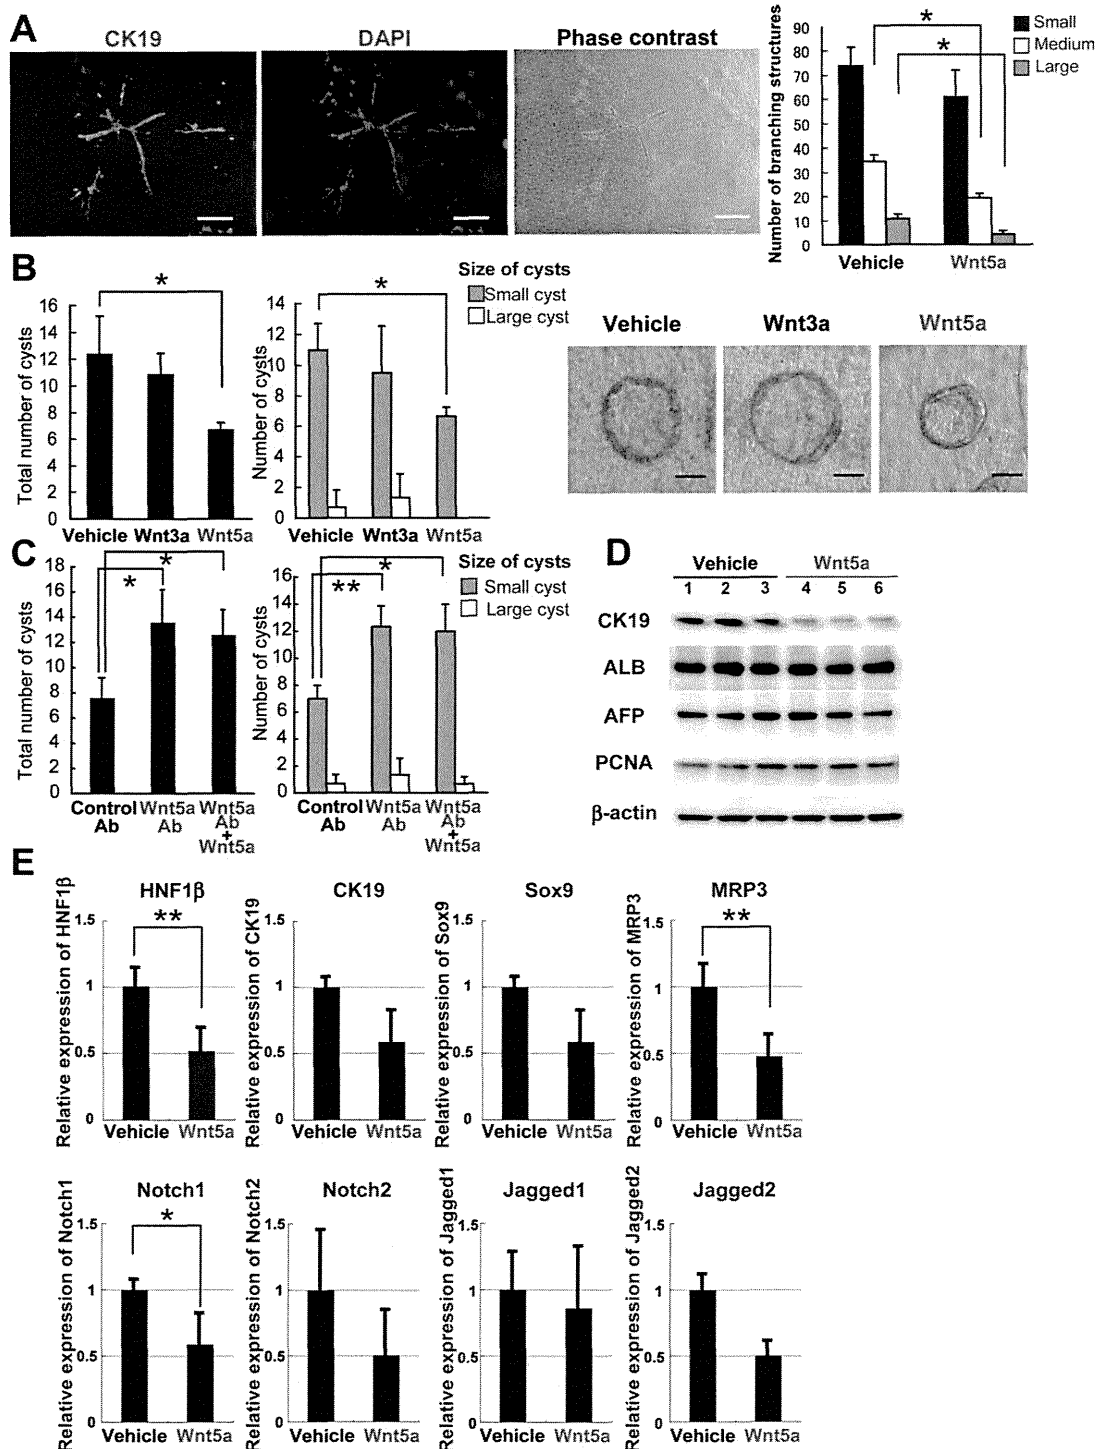 A
CK19
DAPI
Phase contrast
Number of branching structures
90
80
70
60
50
40
30
20
10
0
Vehicle
Wnt5a
*
*
Small
Medium
Large
B
Total number of cysts
16
14
12
10
8
6
4
2
0
*
Vehicle Wnt3a Wnt5a
Number of cysts
14
12
10
8
6
4
2
0
*
Vehicle Wnt3a Wnt5a
Size of cysts
Small cyst
Large cyst
Vehicle
Wnt3a
Wnt5a
C
Total number of cysts
18
16
14
12
10
8
6
4
2
0
*
*
Control Ab
Wnt5a Ab
Wnt5a Ab + Wnt5a
Number of cysts
16
14
12
10
8
6
4
2
0
**
*
Control Ab
Wnt5a Ab
Wnt5a Ab + Wnt5a
Size of cysts
Small cyst
Large cyst
D
Vehicle Wnt5a
1 2 3 4 5 6
CK19
ALB
AFP
PCNA
β-actin
E
HNF1β
Relative expression of HNF1β
1.5
1
0.5
0
**
Vehicle Wnt5a
CK19
Relative expression of CK19
1.5
1
0.5
0
Vehicle Wnt5a
Sox9
Relative expression of Sox9
1.5
1
0.5
0
Vehicle Wnt5a
MRP3
Relative expression of MRP3
1.5
1
0.5
0
**
Vehicle Wnt5a
Notch1
Relative expression of Notch1
1.5
1
0.5
0
*
Vehicle Wnt5a
Notch2
Relative expression of Notch2
1.5
1
0.5
0
Vehicle Wnt5a
Jagged1
Relative expression of Jagged1
1.5
1
0.5
0
Vehicle Wnt5a
Jagged2
Relative expression of Jagged2
1.5
1
0.5
0
Vehicle Wnt5a